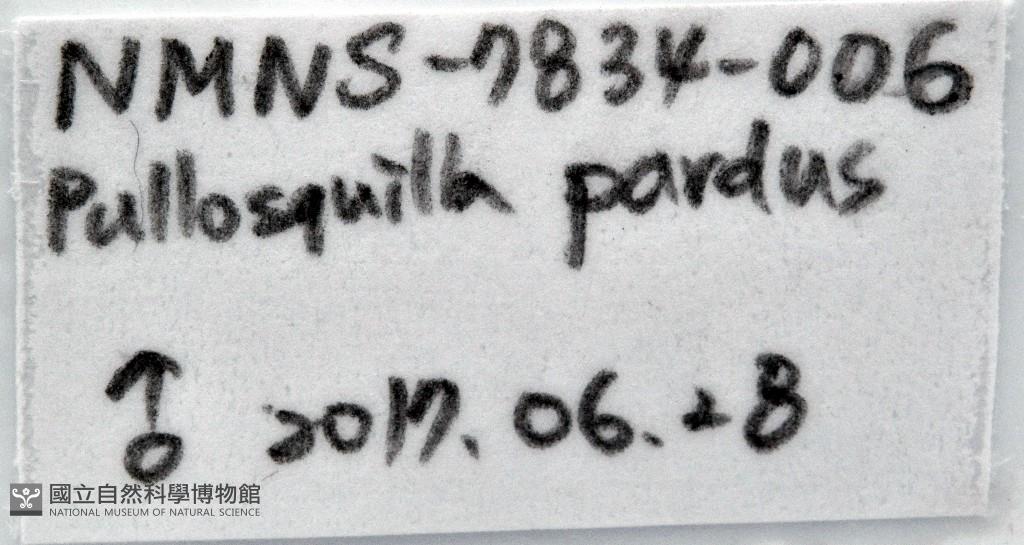 NMNS-7834-006
Pullosquilla pardus
♂ 2017.06.28
國立自然科學博物館
NATIONAL MUSEUM OF NATURAL SCIENCE